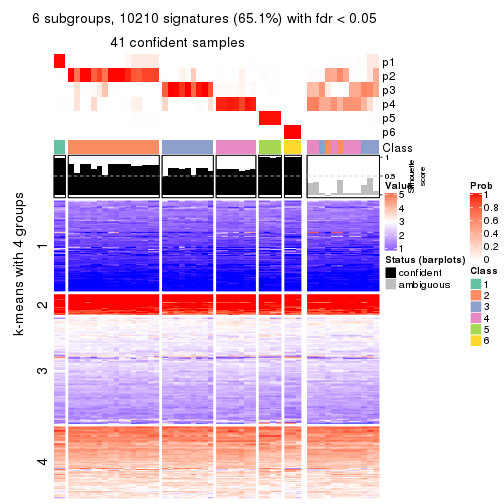 6 subgroups, 10210 signatures (65.1%) with fdr < 0.05
41 confident samples
p1
p2
p3
p4
p5
p6
Class
1
0.5
0
Silhouette
score
k-means with 4 groups
1
2
3
4
Value
5
4
3
2
1
Status (barplots)
confident
ambiguous
Prob
1
0.8
0.6
0.4
0.2
0
Class
1
2
3
4
5
6